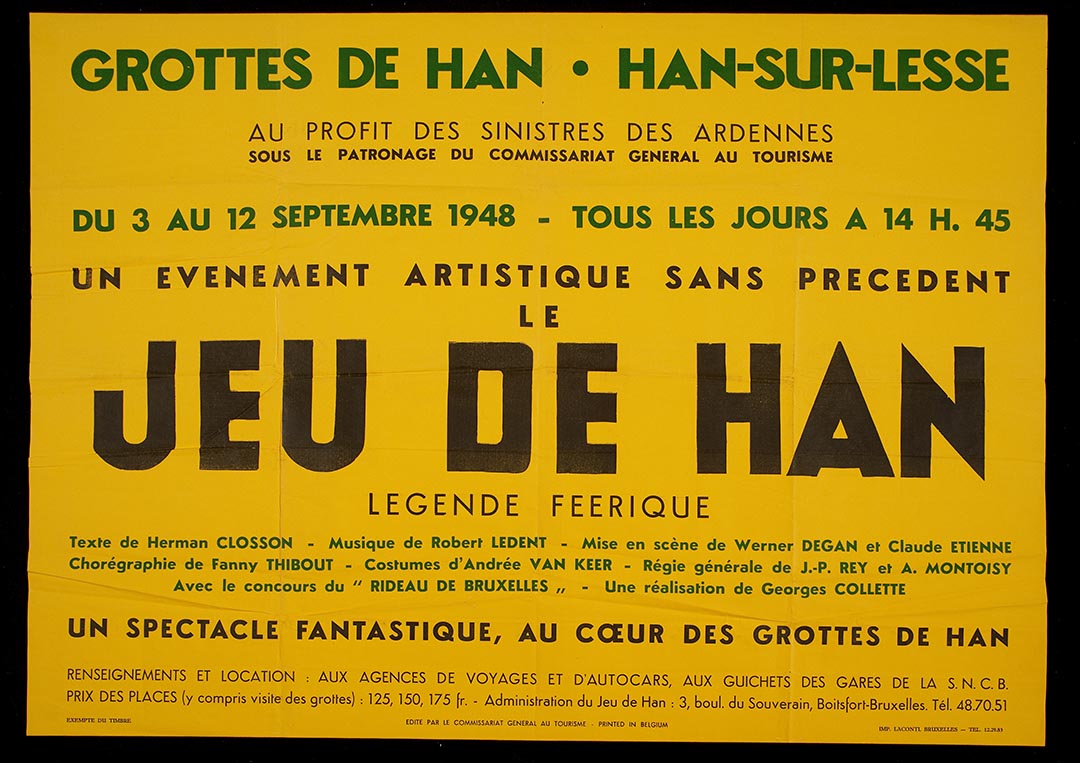 GROTTES DE HAN • HAN-SUR-LESSE
AU PROFIT DES SINISTRES DES ARDENNES
SOUS LE PATRONAGE DU COMMISSARIAT GENERAL AU TOURISME
DU 3 AU 12 SEPTEMBRE 1948 - TOUS LES JOURS A 14 H. 45
UN EVENEMENT ARTISTIQUE SANS PRECEDENT
LE
JEU DE HAN
LEGENDE FEERIQUE
Texte de Herman CLOSSON - Musique de Robert LEDENT - Mise en scène de Werner DEGAN et Claude ETIENNE
Chorégraphie de Fanny THIBOUT - Costumes d'Andrée VAN KEER - Régie générale de J.-P. REY et A. MONTOISY
Avec le concours du " RIDEAU DE BRUXELLES „ - Une réalisation de Georges COLLETTE
UN SPECTACLE FANTASTIQUE, AU CŒUR DES GROTTES DE HAN
RENSEIGNEMENTS ET LOCATION : AUX AGENCES DE VOYAGES ET D'AUTOCARS, AUX GUICHETS DES GARES DE LA S. N. C. B.
PRIX DES PLACES (y compris visite des grottes) : 125, 150, 175 fr. - Administration du Jeu de Han : 3, boul. du Souverain, Boitsfort-Bruxelles. Tél. 48.70.51
EXEMPTE DU TIMBRE
EDITE PAR LE COMMISSARIAT GENERAL AU TOURISME - PRINTED IN BELGIUM
IMP. LACONTI, BRUXELLES — TEL. 12.29.83